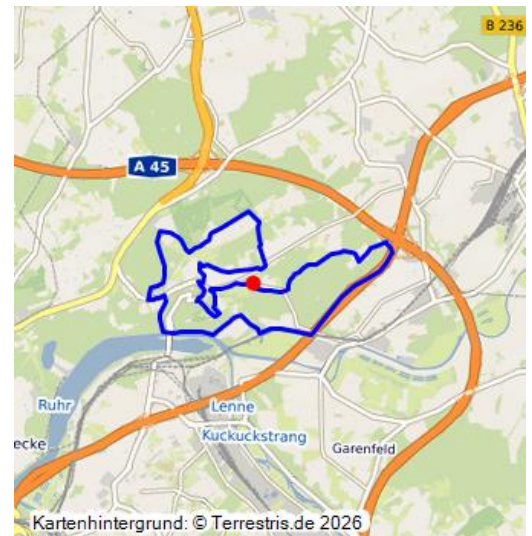 B 236
A 45
Ruhr
Lenne
Kuckuckstrang
ecke
Garenfeld
Kartenhintergrund: © Terrestris.de 2026